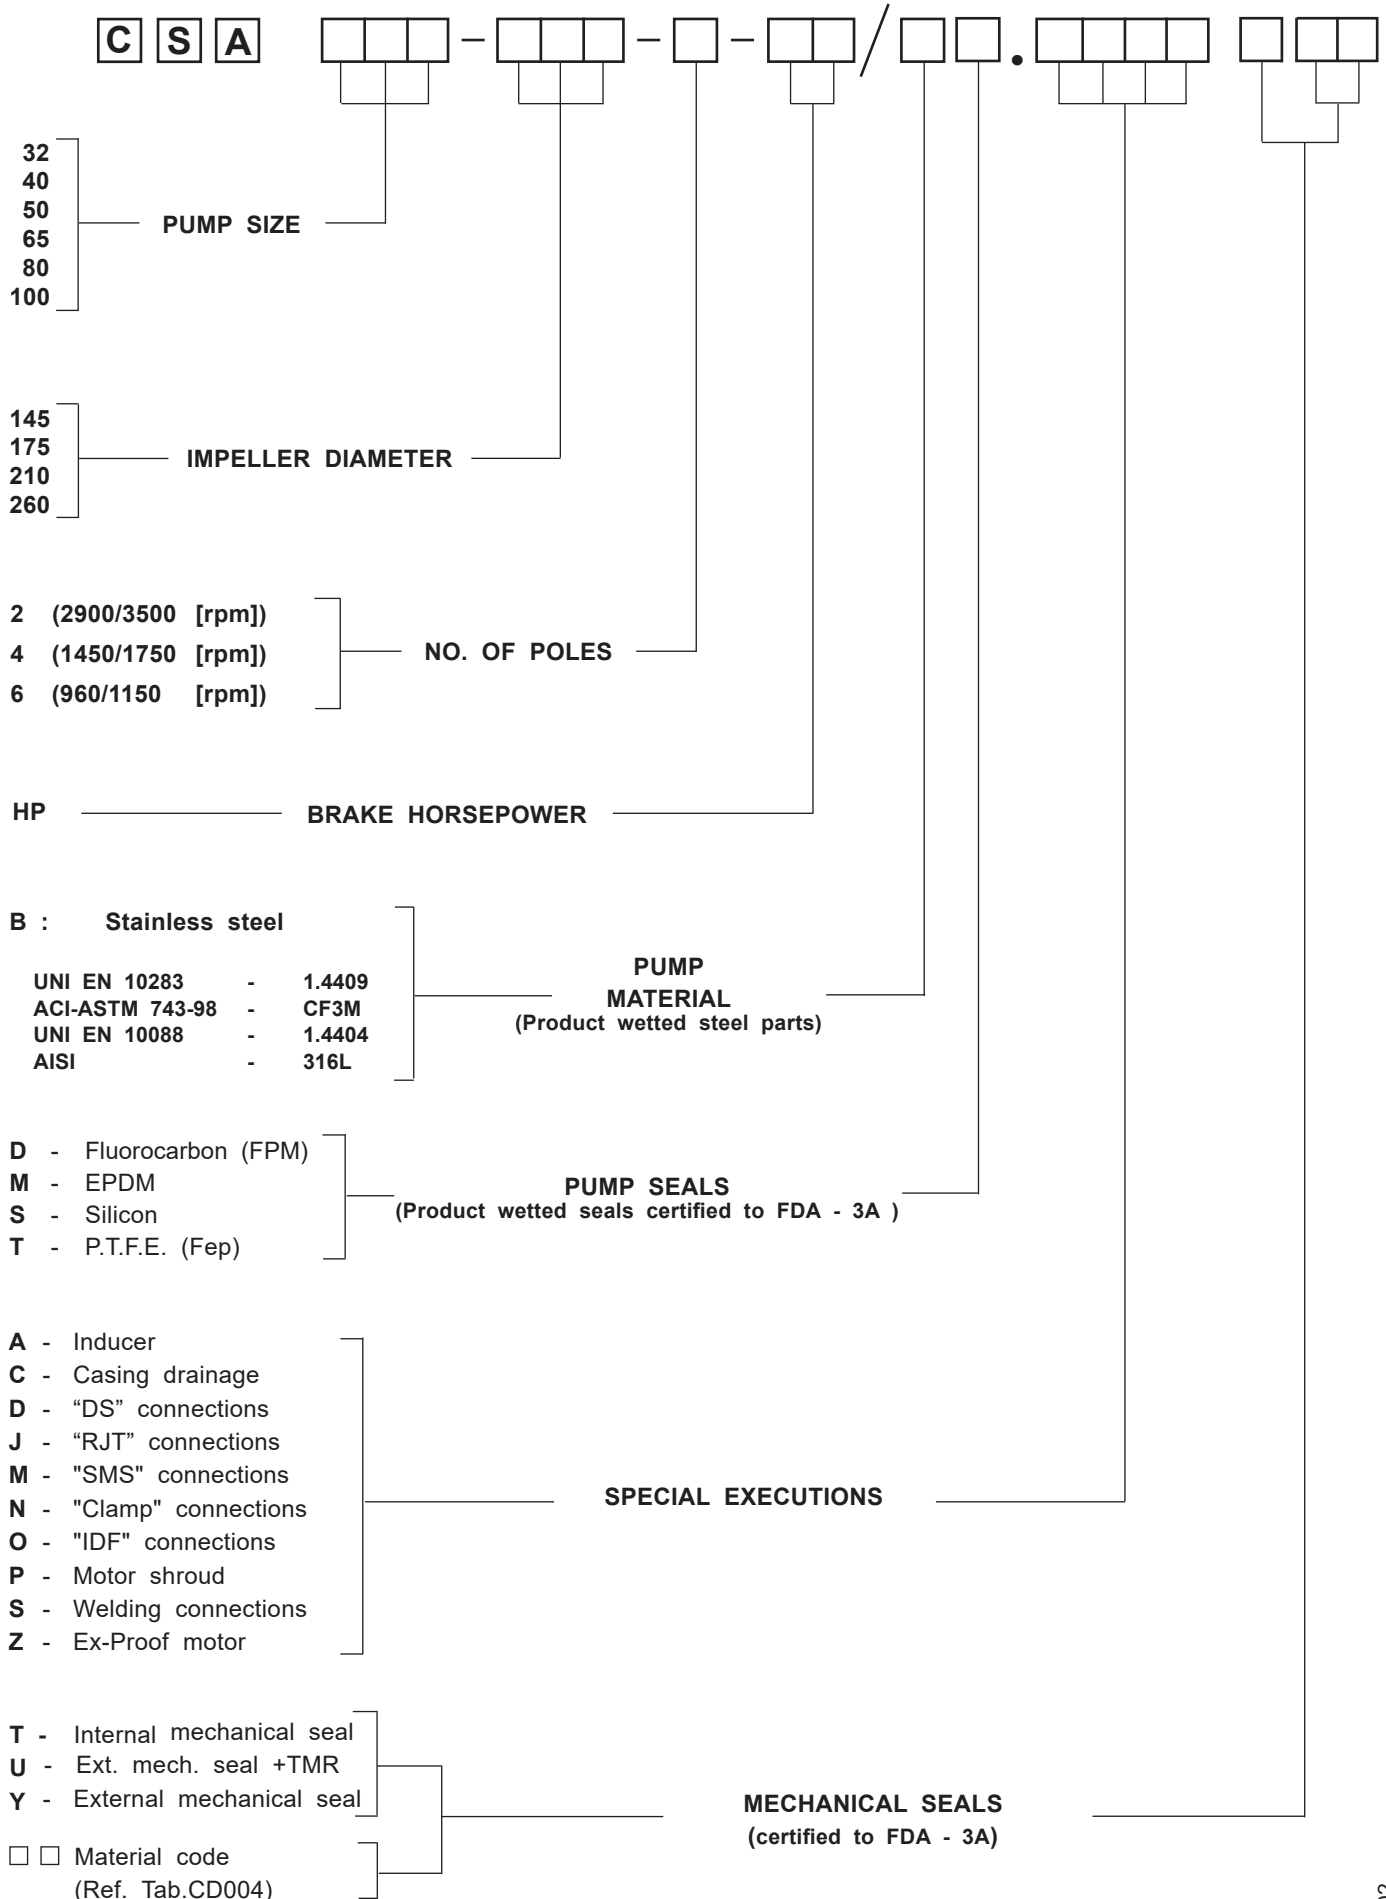 C S A - - - / .
32
40
50
65
80
100
PUMP SIZE
145
175
210
260
IMPELLER DIAMETER
2 (2900/3500 [rpm])
4 (1450/1750 [rpm])
6 (960/1150 [rpm])
NO. OF POLES
HP
BRAKE HORSEPOWER
B : Stainless steel
UNI EN 10283 - 1.4409
ACI-ASTM 743-98 - CF3M
UNI EN 10088 - 1.4404
AISI - 316L
PUMP
MATERIAL
(Product wetted steel parts)
D - Fluorocarbon (FPM)
M - EPDM
S - Silicon
T - P.T.F.E. (Fep)
PUMP SEALS
(Product wetted seals certified to FDA - 3A )
A - Inducer
C - Casing drainage
D - “DS” connections
J - “RJT” connections
M - "SMS" connections
N - "Clamp" connections
O - "IDF" connections
P - Motor shroud
S - Welding connections
Z - Ex-Proof motor
SPECIAL EXECUTIONS
T - Internal mechanical seal
U - Ext. mech. seal +TMR
Y - External mechanical seal
□ □ Material code
(Ref. Tab.CD004)
MECHANICAL SEALS
(certified to FDA - 3A)